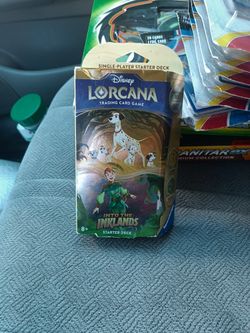 SINGLE-PLAYER STARTER DECK
Disney
LORCANA
TRADING CARD GAME
INTO THE
INKLANDS
STARTER DECK
8+